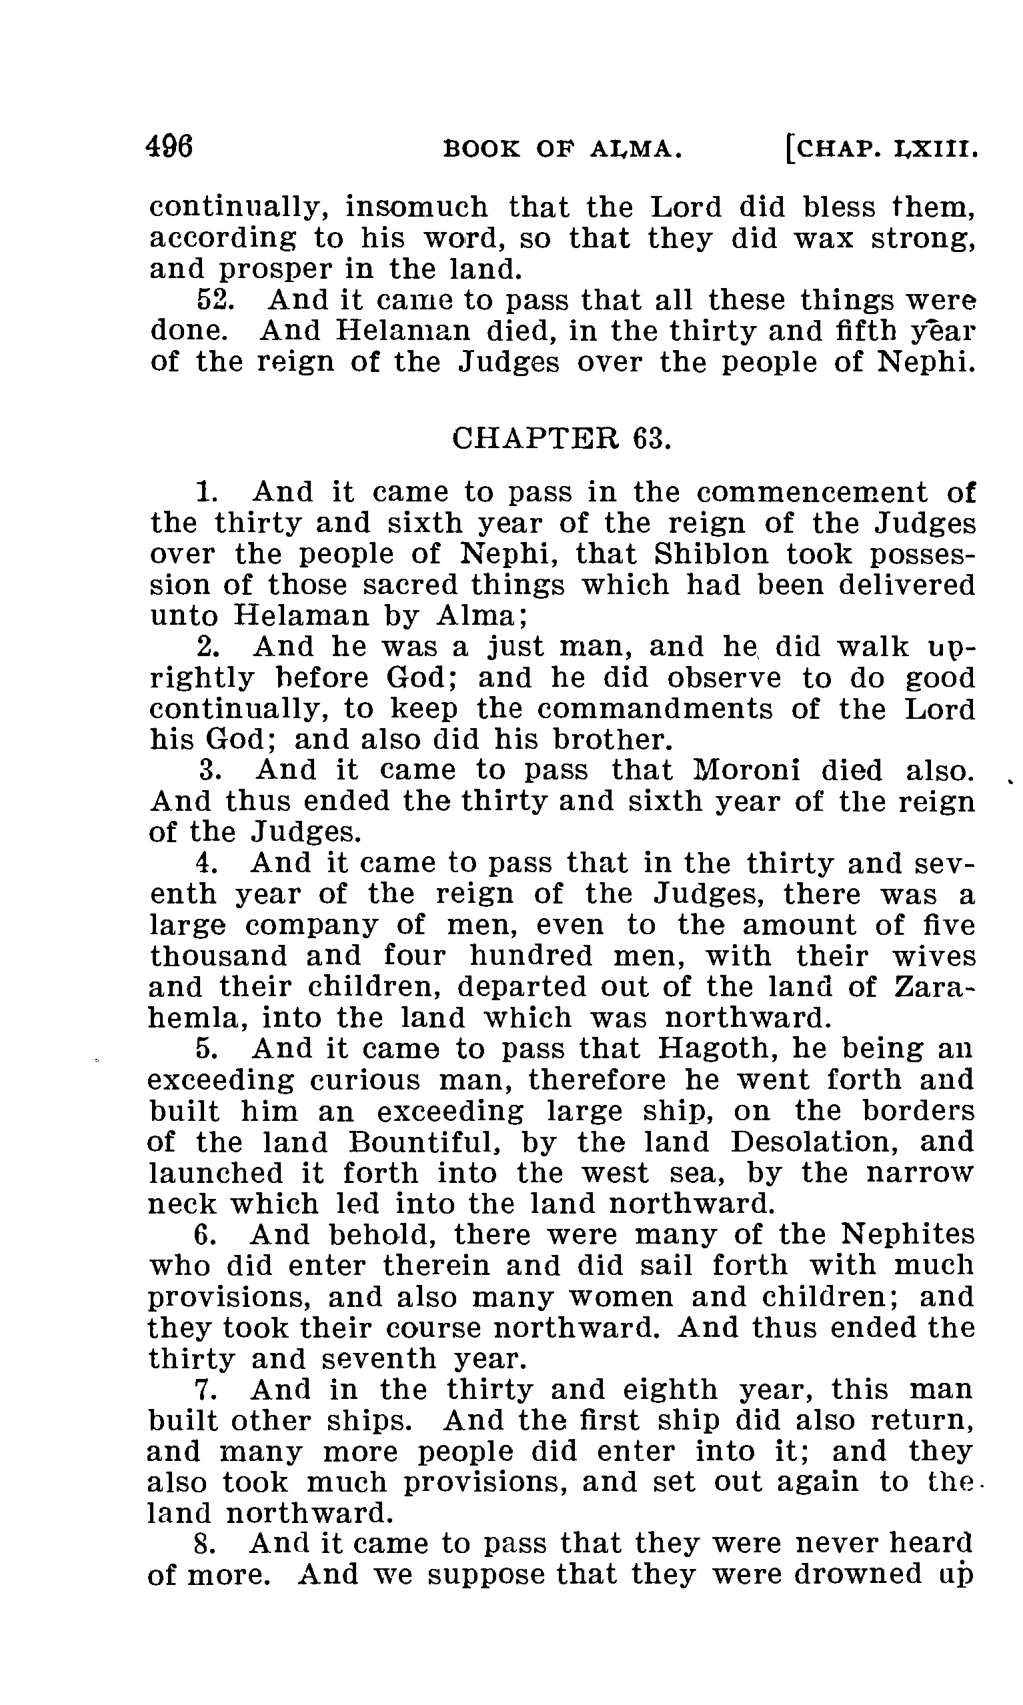 496 BOOK OF ALMA. [CHAP. LXIII.
continually, insomuch that the Lord did bless them,
according to his word, so that they did wax strong,
and prosper in the land.
52. And it came to pass that all these things were
done. And Helaman died, in the thirty and fifth year
of the reign of the Judges over the people of Nephi.
CHAPTER 63.
1. And it came to pass in the commencement of
the thirty and sixth year of the reign of the Judges
over the people of Nephi, that Shiblon took posses-
sion of those sacred things which had been delivered
unto Helaman by Alma;
2. And he was a just man, and he did walk up-
rightly before God; and he did observe to do good
continually, to keep the commandments of the Lord
his God; and also did his brother.
3. And it came to pass that Moroni died also.
And thus ended the thirty and sixth year of the reign
of the Judges.
4. And it came to pass that in the thirty and sev-
enth year of the reign of the Judges, there was a
large company of men, even to the amount of five
thousand and four hundred men, with their wives
and their children, departed out of the land of Zara-
hemla, into the land which was northward.
5. And it came to pass that Hagoth, he being an
exceeding curious man, therefore he went forth and
built him an exceeding large ship, on the borders
of the land Bountiful, by the land Desolation, and
launched it forth into the west sea, by the narrow
neck which led into the land northward.
6. And behold, there were many of the Nephites
who did enter therein and did sail forth with much
provisions, and also many women and children; and
they took their course northward. And thus ended the
thirty and seventh year.
7. And in the thirty and eighth year, this man
built other ships. And the first ship did also return,
and many more people did enter into it; and they
also took much provisions, and set out again to the
land northward.
8. And it came to pass that they were never heard
of more. And we suppose that they were drowned up